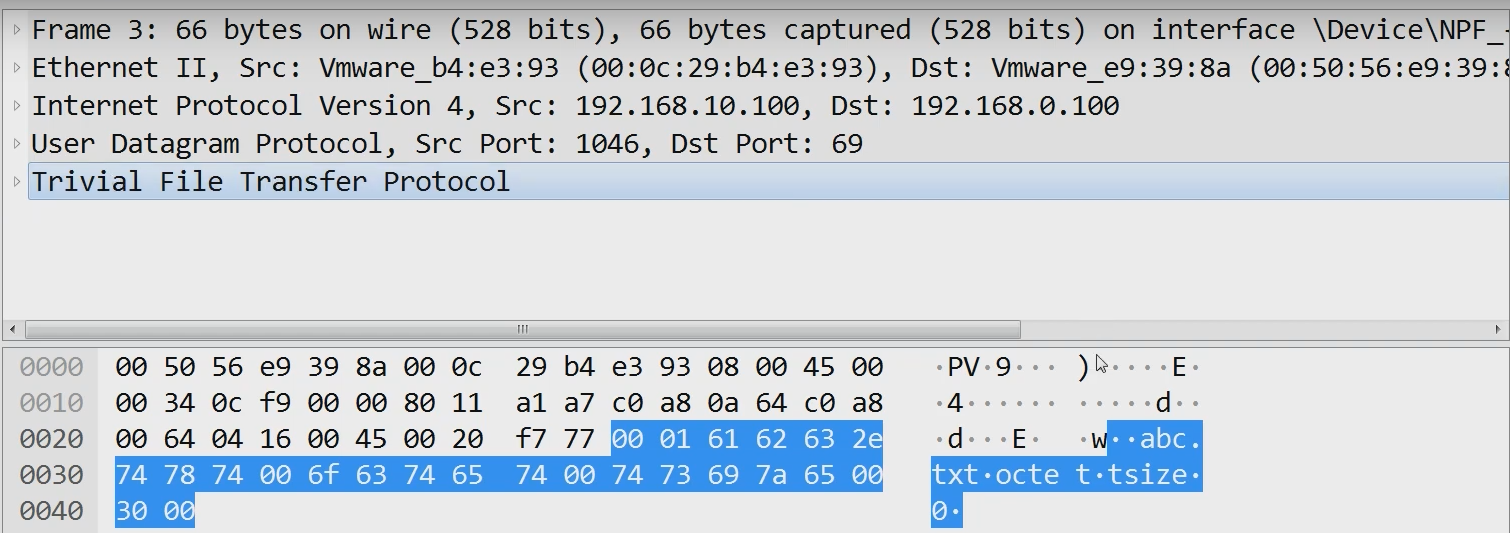 Frame 3: 66 bytes on wire (528 bits), 66 bytes captured (528 bits) on interface \Device\NPF_
Ethernet II, Src: Vmware_b4:e3:93 (00:0c:29:b4:e3:93), Dst: Vmware_e9:39:8a (00:50:56:e9:39:8
Internet Protocol Version 4, Src: 192.168.10.100, Dst: 192.168.0.100
User Datagram Protocol, Src Port: 1046, Dst Port: 69
Trivial File Transfer Protocol
0000 00 50 56 e9 39 8a 00 0c 29 b4 e3 93 08 00 45 00 ·PV·9··· )·····E·
0010 00 34 0c f9 00 00 80 11 a1 a7 c0 a8 0a 64 c0 a8 ·4······ ·····d··
0020 00 64 04 16 00 45 00 20 f7 77 00 01 61 62 63 2e ·d···E· ·w··abc.
0030 74 78 74 00 6f 63 74 65 74 00 74 73 69 7a 65 00 txt·octe t·tsize·
0040 30 00 0·